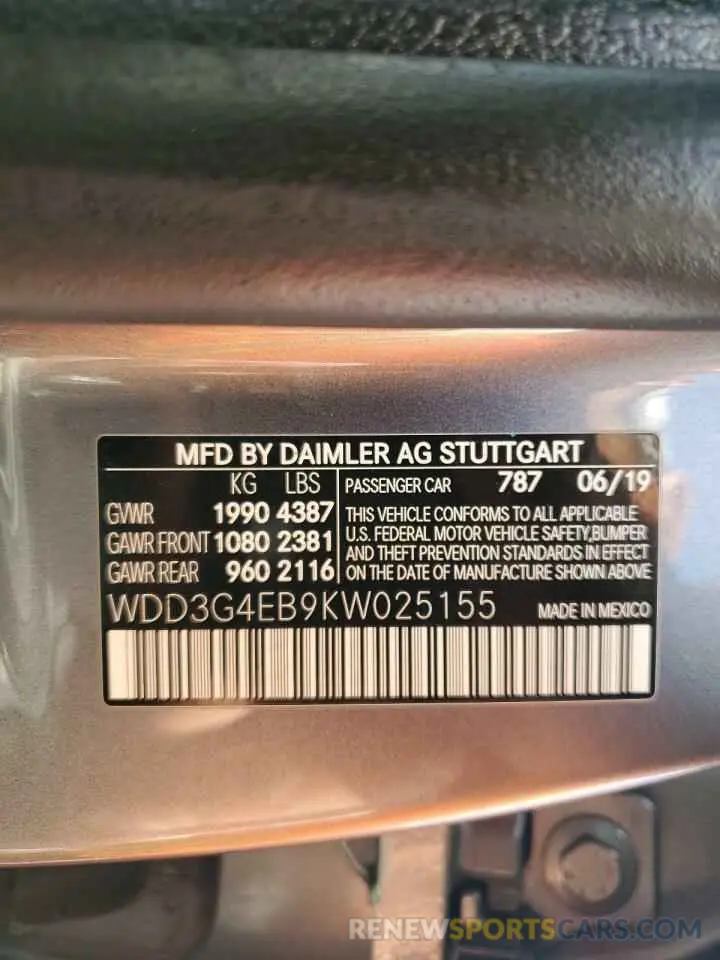 MFD BY DAIMLER AG STUTTGART
KG LBS
GVWR 1990 4387
GAWR FRONT 1080 2381
GAWR REAR 960 2116
PASSENGER CAR 787 06/19
THIS VEHICLE CONFORMS TO ALL APPLICABLE
U.S. FEDERAL MOTOR VEHICLE SAFETY,BUMPER
AND THEFT PREVENTION STANDARDS IN EFFECT
ON THE DATE OF MANUFACTURE SHOWN ABOVE
WDD3G4EB9KW025155 MADE IN MEXICO
RENEWSPORTSCARS.COM